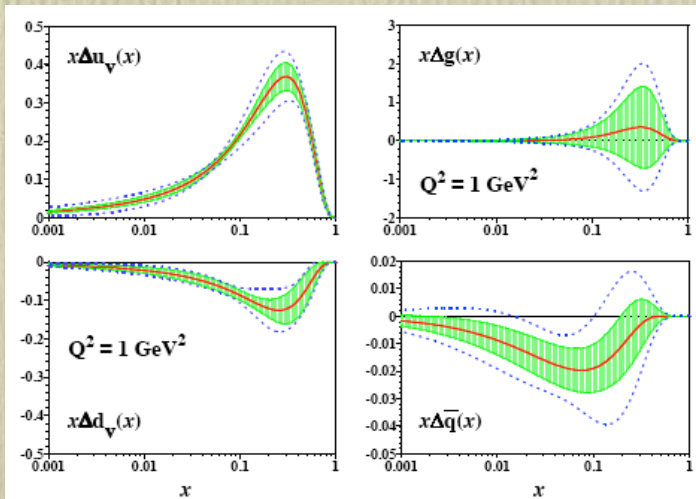 0.5
0.4
0.3
0.2
0.1
0
xΔu_v(x)
0.001 0.01 0.1 1
3
2
1
0
-1
-2
xΔg(x)
Q² = 1 GeV²
0.001 0.01 0.1 1
0
-0.1
-0.2
-0.3
-0.4
-0.5
Q² = 1 GeV²
xΔd_v(x)
0.001 0.01 0.1 1
x
0.02
0.01
0
-0.01
-0.02
-0.03
-0.04
-0.05
xΔq̅(x)
0.001 0.01 0.1 1
x